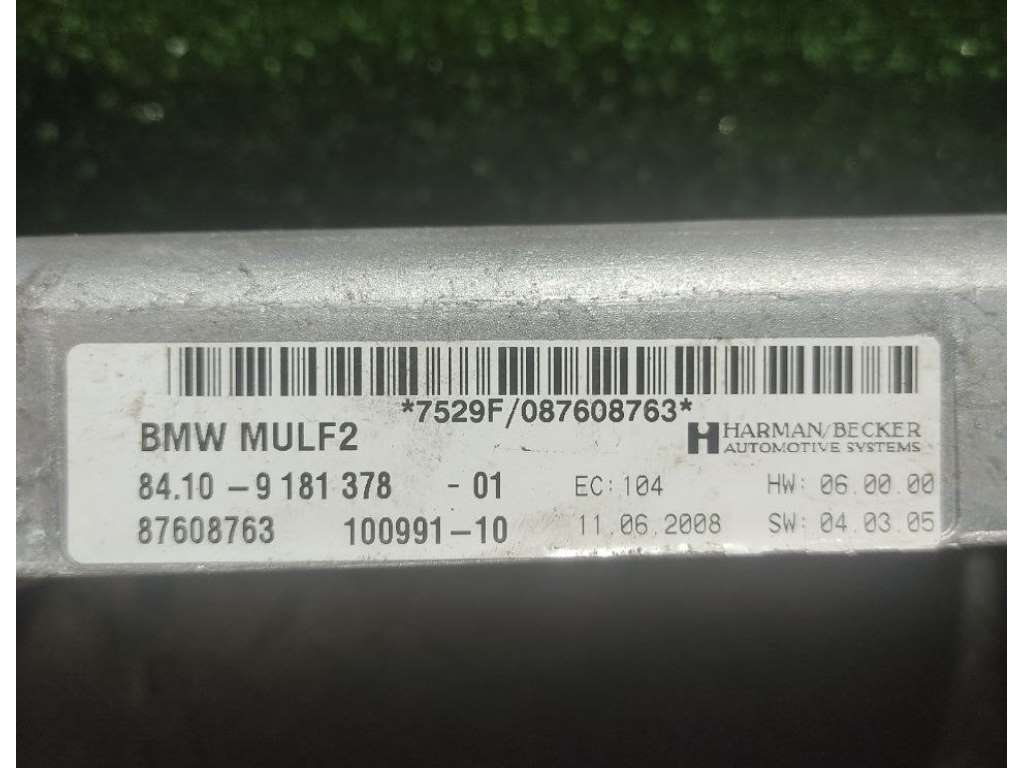 *7529F/087608763*
BMW MULF2
HARMAN/BECKER
AUTOMOTIVE SYSTEMS
84.10 - 9 181 378 - 01 EC: 104 HW: 06.00.00
87608763 100991-10 11.06.2008 SW: 04.03.05